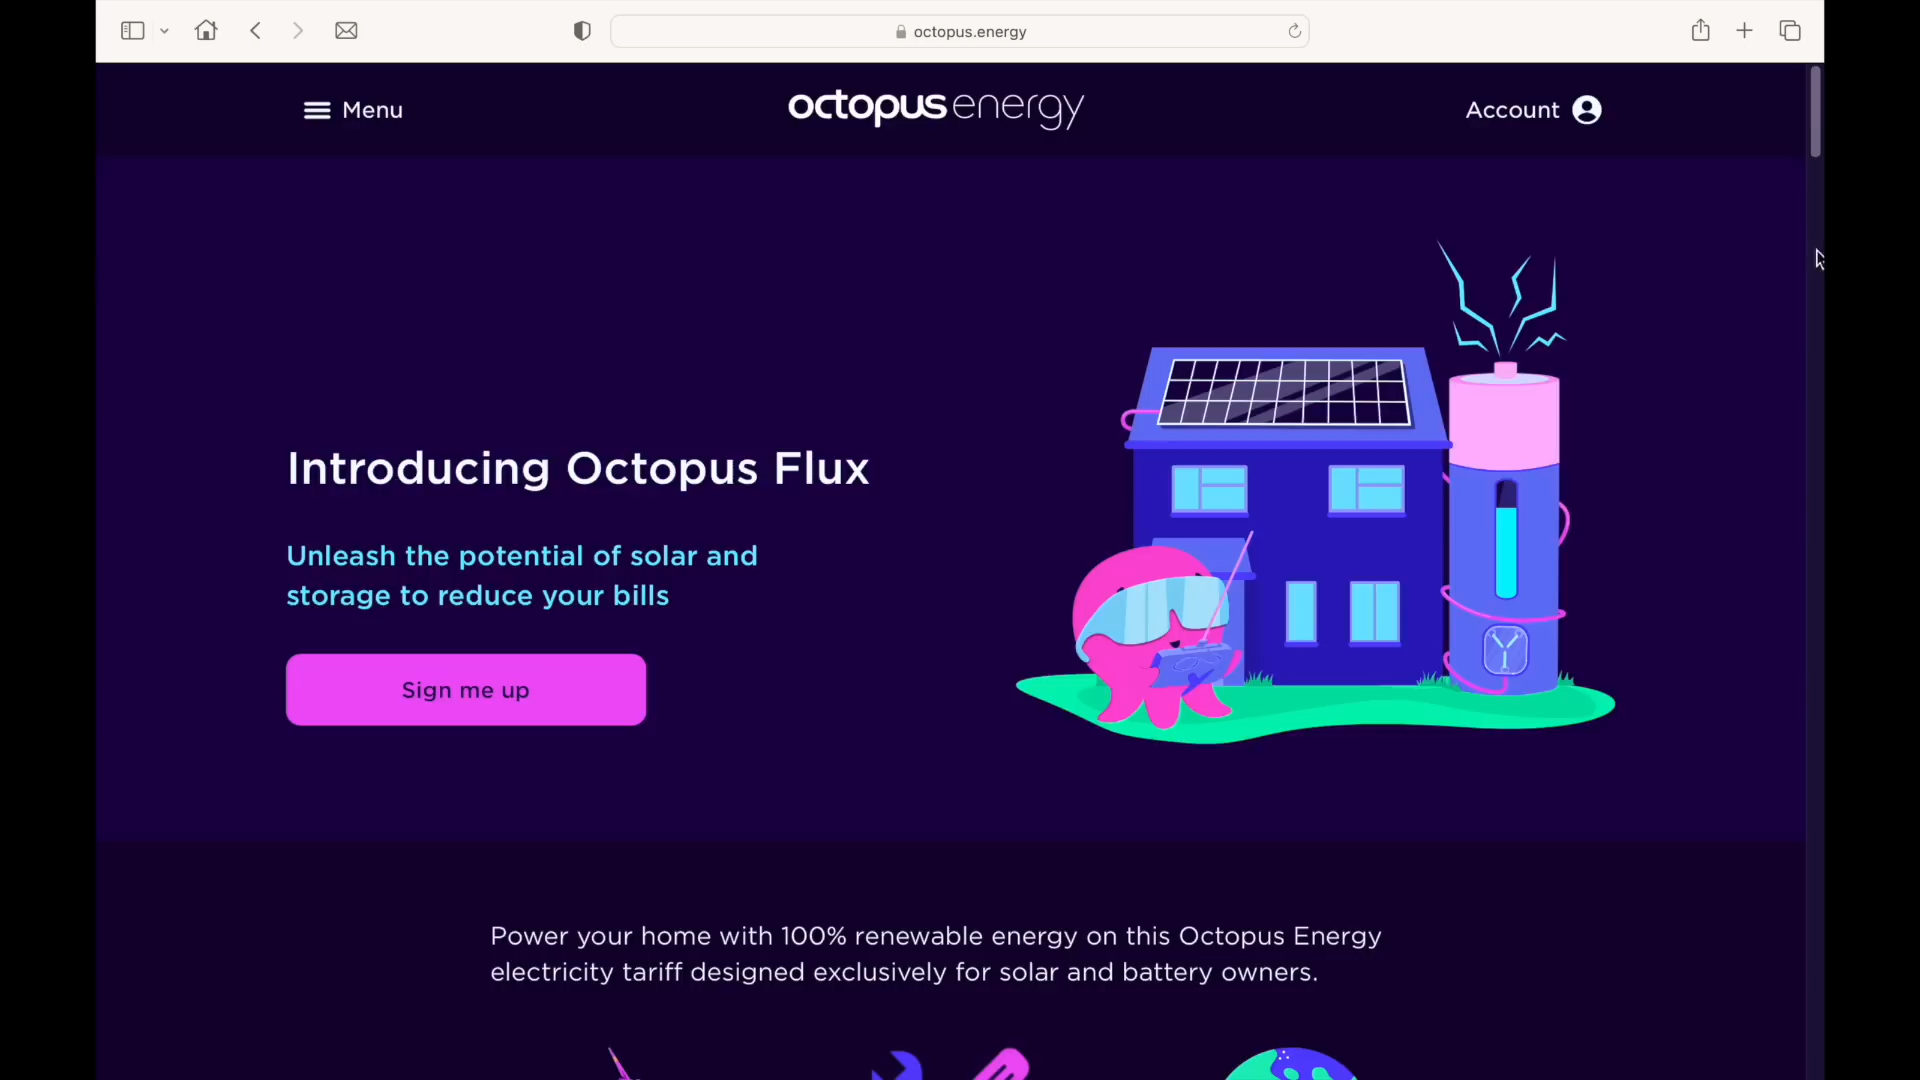 octopus.energy
Menu
octopus energy
Account
Introducing Octopus Flux
Unleash the potential of solar and
storage to reduce your bills
Sign me up
Power your home with 100% renewable energy on this Octopus Energy
electricity tariff designed exclusively for solar and battery owners.